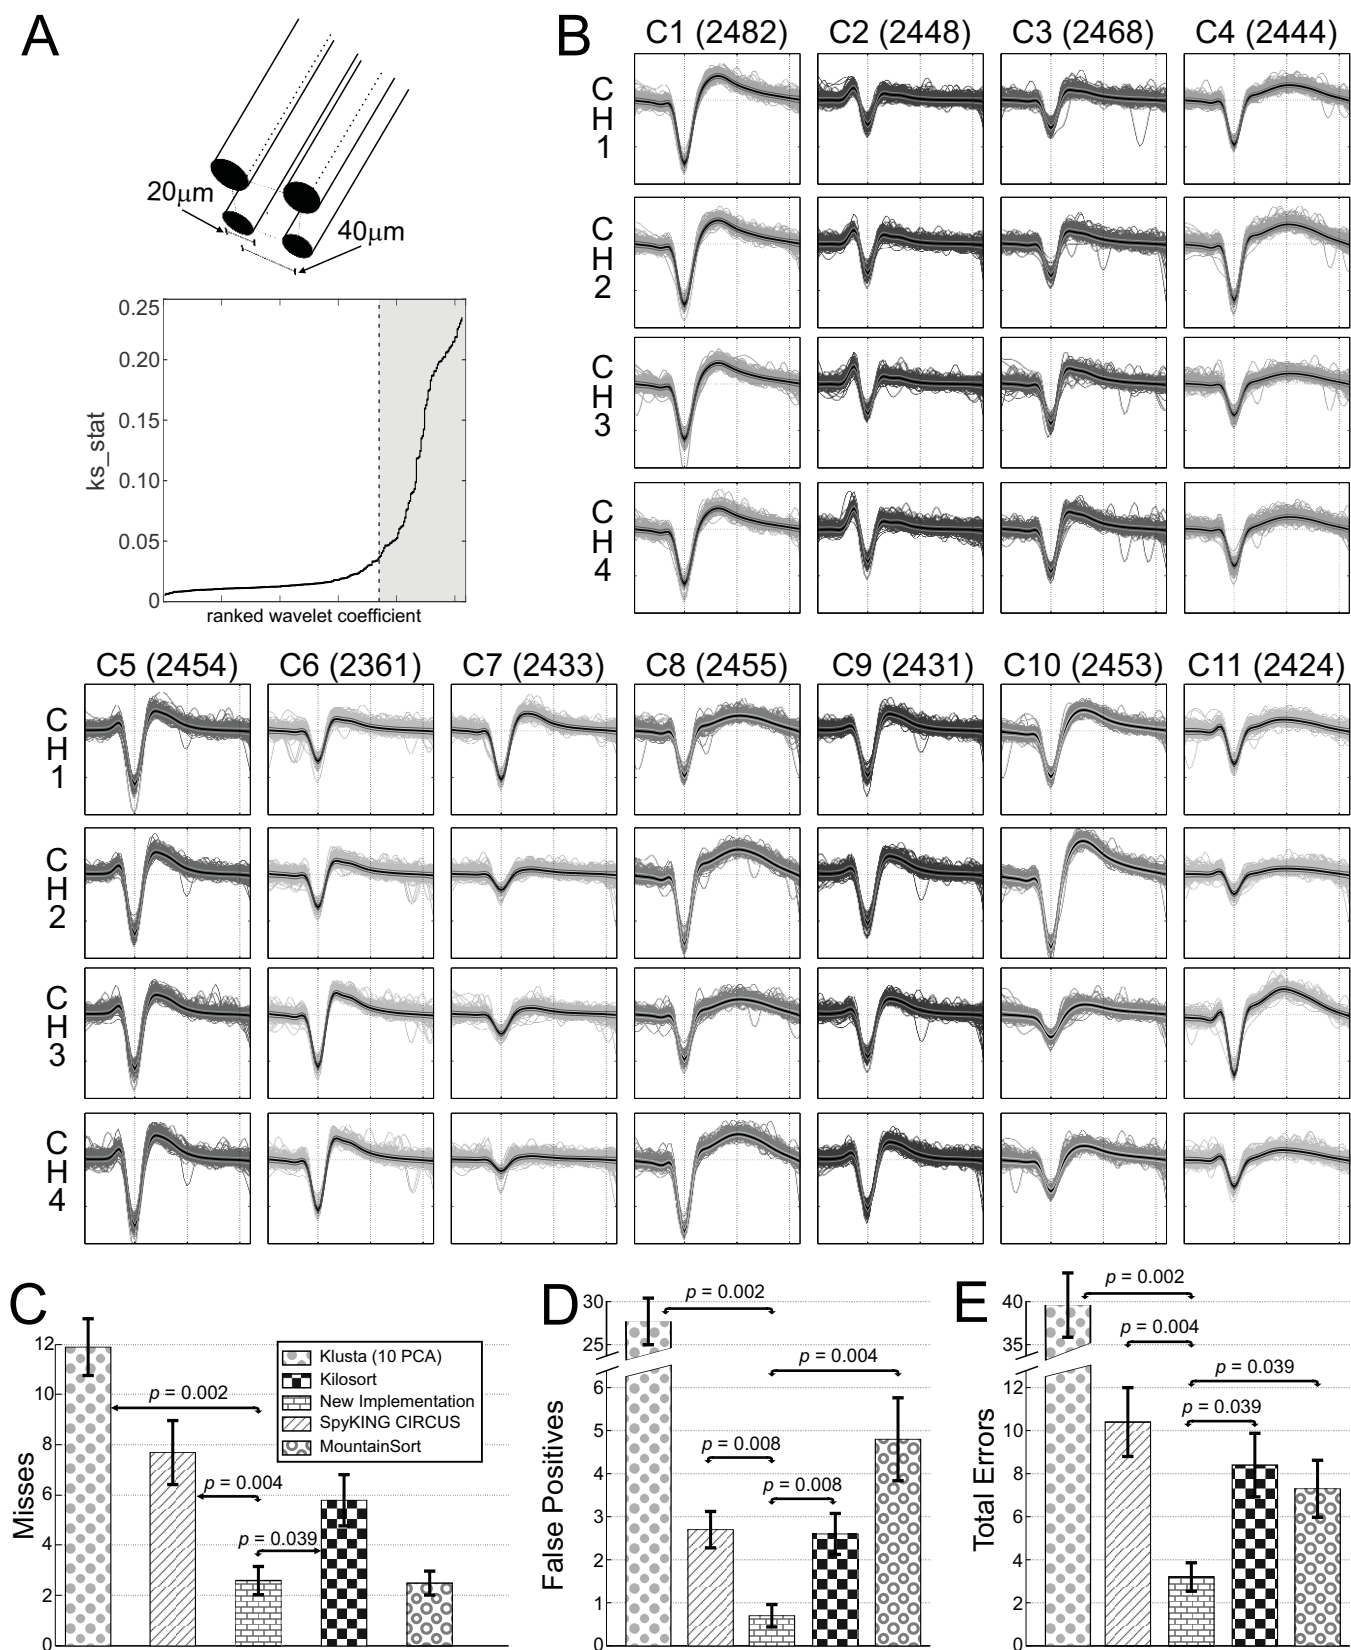 A
20μm
40μm
0.25
0.20
0.15
0.10
0.05
0
ks_stat
ranked wavelet coefficient
B
C1 (2482) C2 (2448) C3 (2468) C4 (2444)
CH1
CH2
CH3
CH4
C5 (2454) C6 (2361) C7 (2433) C8 (2455) C9 (2431) C10 (2453) C11 (2424)
CH1
CH2
CH3
CH4
C
Misses
12
10
8
6
4
2
0
p = 0.002
p = 0.004
p = 0.039
Klusta (10 PCA)
Kilosort
New Implementation
SpyKING CIRCUS
MountainSort
D
False Positives
30
25
6
5
4
3
2
1
0
p = 0.002
p = 0.004
p = 0.008
p = 0.008
E
Total Errors
40
35
12
10
8
6
4
2
0
p = 0.002
p = 0.004
p = 0.039
p = 0.039